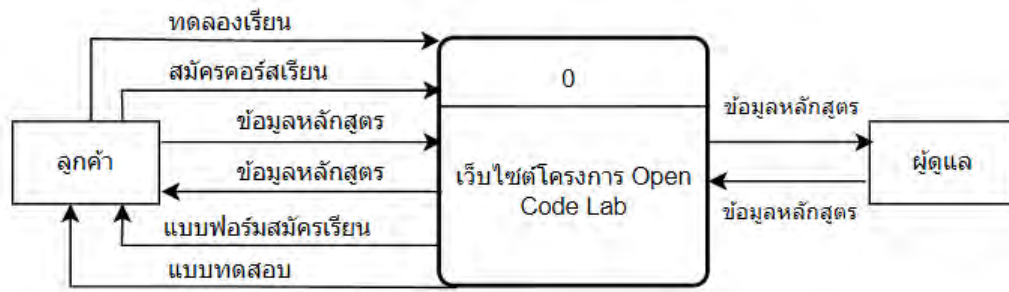 ทดลองเรียน
สมัครคอร์สเรียน
ข้อมูลหลักสูตร
ข้อมูลหลักสูตร
แบบฟอร์มสมัครเรียน
แบบทดสอบ
ลูกค้า
0
เว็บไซต์โครงการ Open
Code Lab
ข้อมูลหลักสูตร
ข้อมูลหลักสูตร
ผู้ดูแล